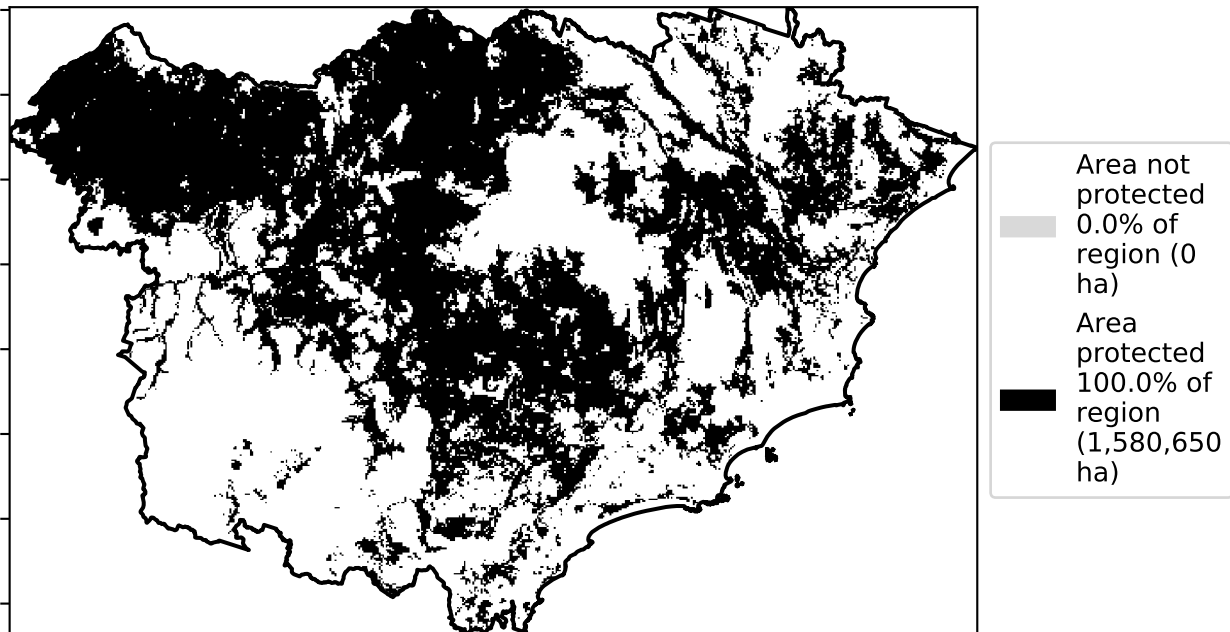 Area not
protected
0.0% of
region (0
ha)
Area
protected
100.0% of
region
(1,580,650
ha)